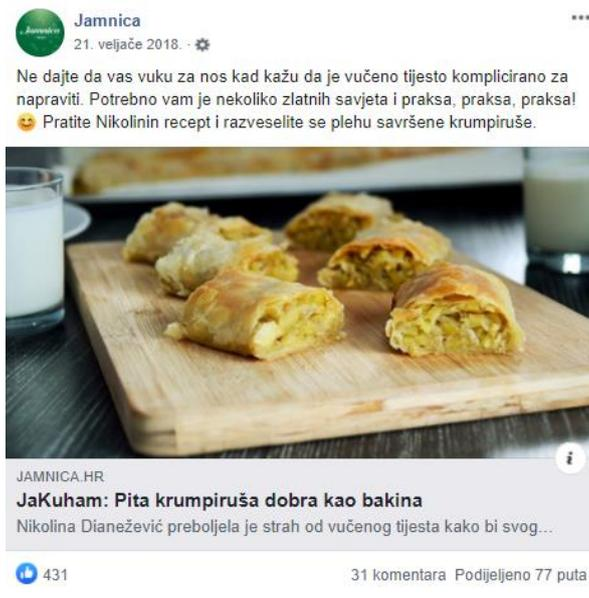 Jamnica
Jamnica
21. veljače 2018. ·
Ne dajte da vas vuku za nos kad kažu da je vučeno tijesto komplicirano za
napraviti. Potrebno vam je nekoliko zlatnih savjeta i praksa, praksa, praksa!
😊 Pratite Nikolinin recept i razveselite se plehu savršene krumpiruše.
i
JAMNICA.HR
JaKuham: Pita krumpiruša dobra kao bakina
Nikolina Dianežević preboljela je strah od vučenog tijesta kako bi svog...
431
31 komentara Podijeljeno 77 puta